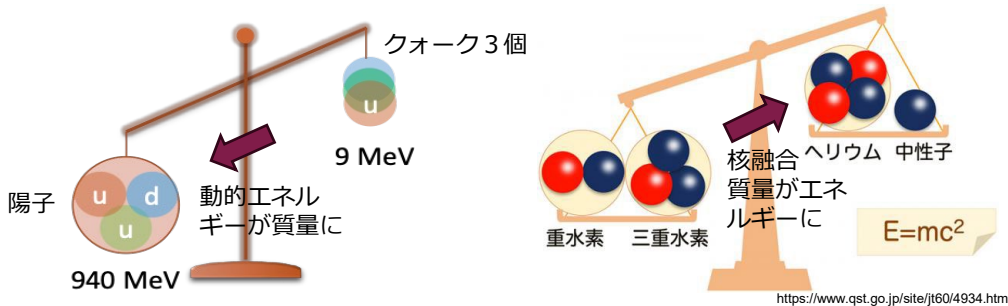 クォーク３個
u
9 MeV
動的エネル
ギーが質量に
陽子
u
d
u
940 MeV
核融合
質量がエネ
ルギーに
ヘリウム
中性子
重水素
三重水素
E=mc²
https://www.qst.go.jp/site/jt60/4934.htm